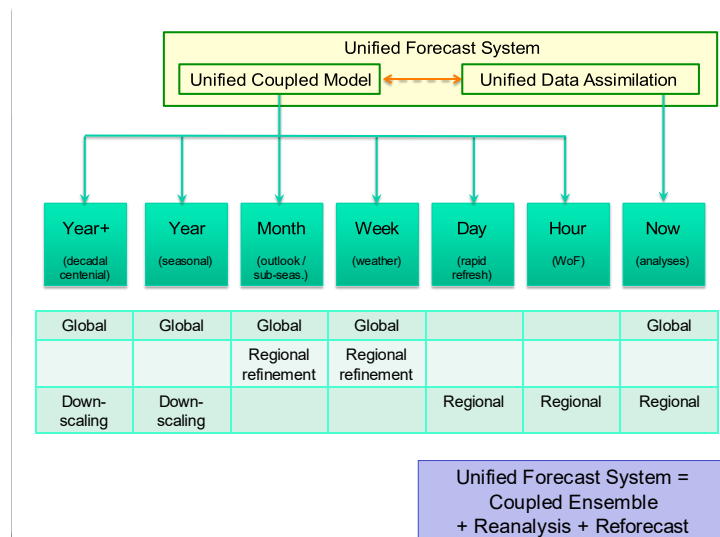 Unified Forecast System
Unified Coupled Model
Unified Data Assimilation
Year+
(decadal
centenial)
Year
(seasonal)
Month
(outlook /
sub-seas.)
Week
(weather)
Day
(rapid
refresh)
Hour
(WoF)
Now
(analyses)
Global Global Global Global Global
Regional
refinement
Regional
refinement
Down-
scaling
Down-
scaling
Regional Regional Regional
Unified Forecast System =
Coupled Ensemble
+ Reanalysis + Reforecast